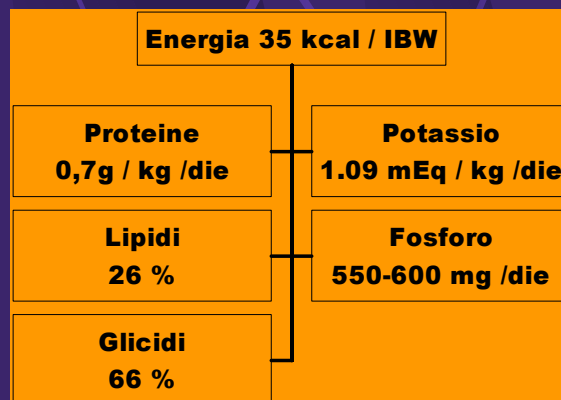 Energia 35 kcal / IBW
Proteine
0,7g / kg /die
Potassio
1.09 mEq / kg /die
Lipidi
26 %
Fosforo
550-600 mg /die
Glicidi
66 %